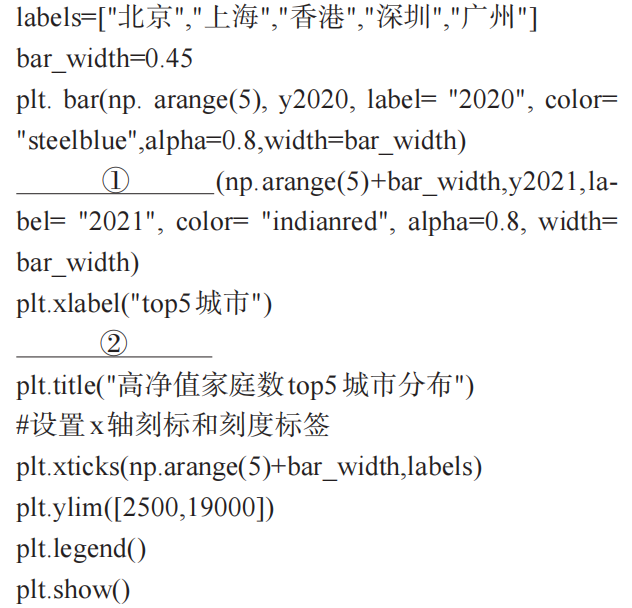 labels=["北京","上海","香港","深圳","广州"]
bar_width=0.45
plt. bar(np. arange(5), y2020, label= "2020", color=
"steelblue",alpha=0.8,width=bar_width)
①(np.arange(5)+bar_width,y2021,la-
bel= "2021", color= "indianred", alpha=0.8, width=
bar_width)
plt.xlabel("top5城市")
②
plt.title("高净值家庭数top5城市分布")
#设置x轴刻标和刻度标签
plt.xticks(np.arange(5)+bar_width,labels)
plt.ylim([2500,19000])
plt.legend()
plt.show()